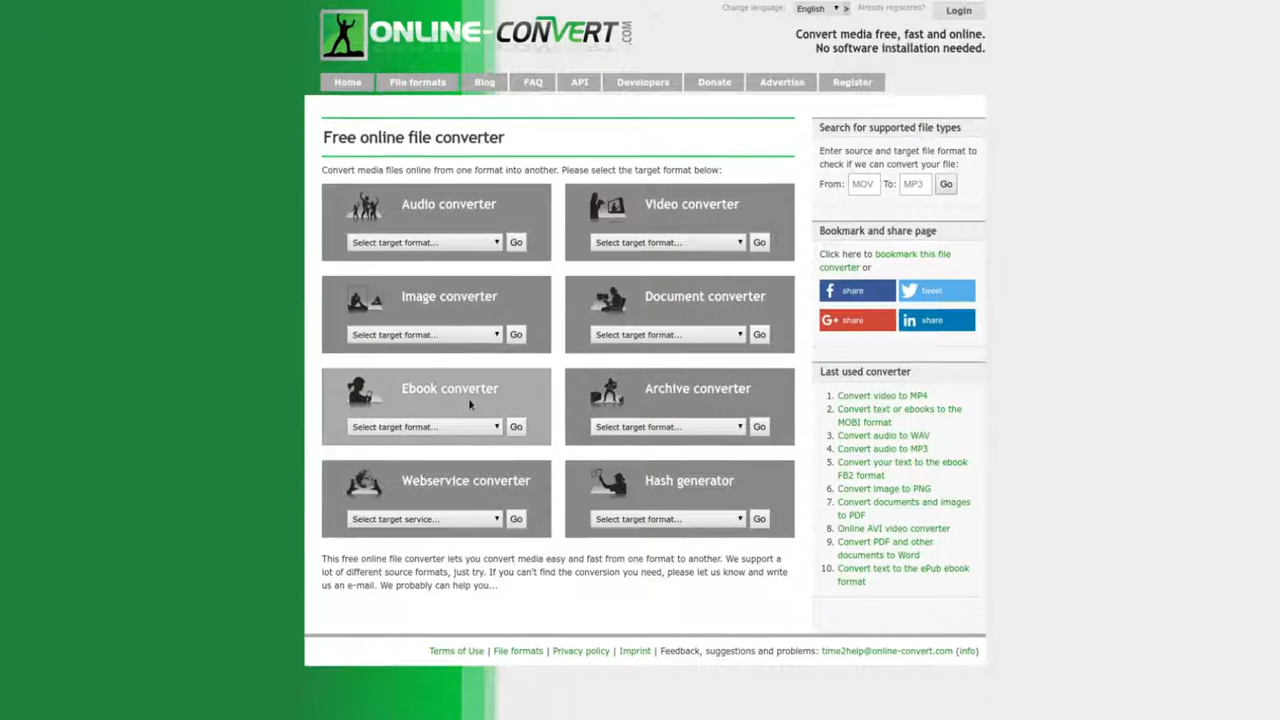 Change language: English > Already registered? Login
ONLINE-CONVERT.COM
Convert media free, fast and online.
No software installation needed.
Home File formats Blog FAQ API Developers Donate Advertise Register
Free online file converter
Convert media files online from one format into another. Please select the target format below:
Audio converter
Select target format... Go
Video converter
Select target format... Go
Image converter
Select target format... Go
Document converter
Select target format... Go
Ebook converter
Select target format... Go
Archive converter
Select target format... Go
Webservice converter
Select target service... Go
Hash generator
Select target format... Go
This free online file converter lets you convert media easy and fast from one format to another. We support a
lot of different source formats, just try. If you can't find the conversion you need, please let us know and write
us an e-mail. We probably can help you...
Search for supported file types
Enter source and target file format to
check if we can convert your file:
From: MOV To: MP3 Go
Bookmark and share page
Click here to bookmark this file
converter or
f share tweet
G+ share in share
Last used converter
1. Convert video to MP4
2. Convert text or ebooks to the
MOBI format
3. Convert audio to WAV
4. Convert audio to MP3
5. Convert your text to the ebook
FB2 format
6. Convert image to PNG
7. Convert documents and images
to PDF
8. Online AVI video converter
9. Convert PDF and other
documents to Word
10. Convert text to the ePub ebook
format
Terms of Use | File formats | Privacy policy | Imprint | Feedback, suggestions and problems: time2help@online-convert.com (info)